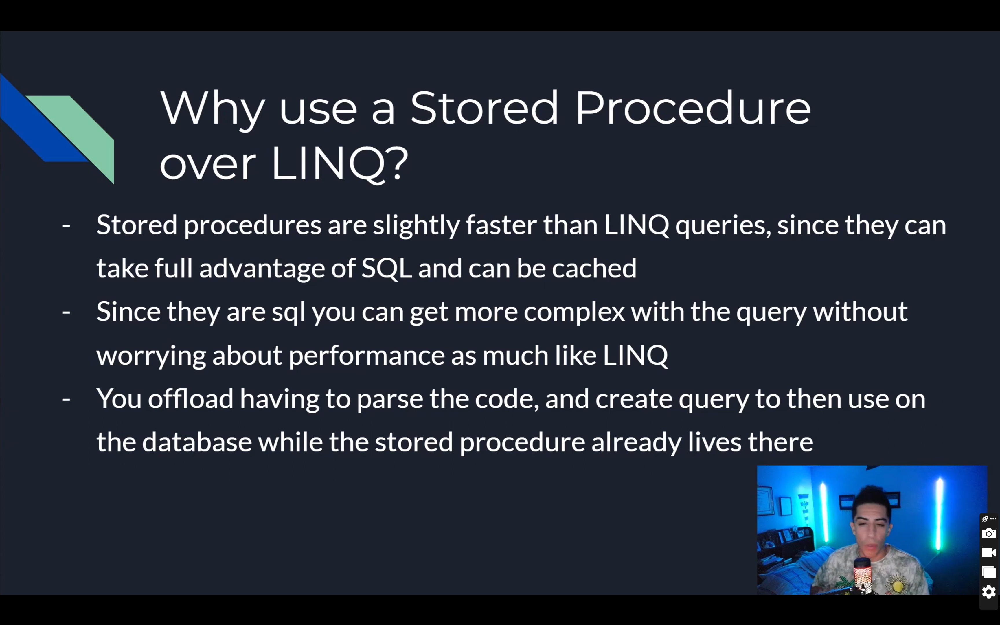 Why use a Stored Procedure
over LINQ?
- Stored procedures are slightly faster than LINQ queries, since they can
take full advantage of SQL and can be cached
- Since they are sql you can get more complex with the query without
worrying about performance as much like LINQ
- You offload having to parse the code, and create query to then use on
the database while the stored procedure already lives there